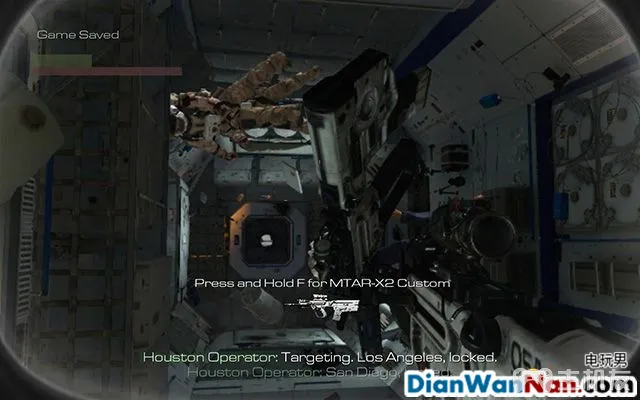 Game Saved
Press and Hold F for MTAR-X2 Custom
Houston Operator: Targeting. Los Angeles, locked.
Houston Operator: San Diego,
电玩男
DianWanNan.com